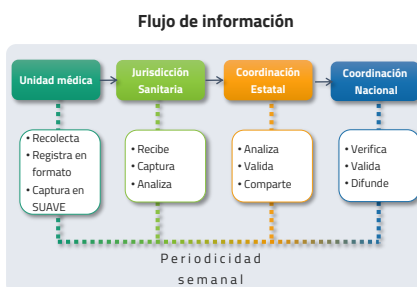 Flujo de información
Unidad médica
Jurisdicción
Sanitaria
Coordinación
Estatal
Coordinación
Nacional
• Recolecta
• Registra en
formato
• Captura en
SUAVE
• Recibe
• Captura
• Analiza
• Analiza
• Valida
• Comparte
• Verifica
• Valida
• Difunde
Periodicidad
semanal